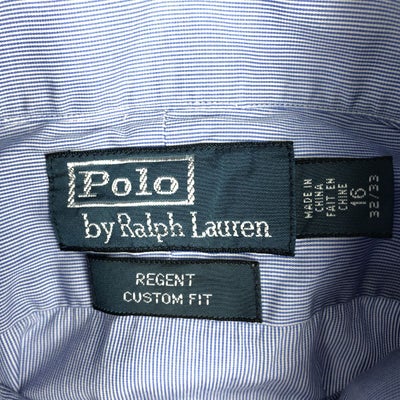 Polo
by Ralph Lauren
REGENT
CUSTOM FIT
MADE IN
CHINA
FAIT EN
CHINE
16
32/33